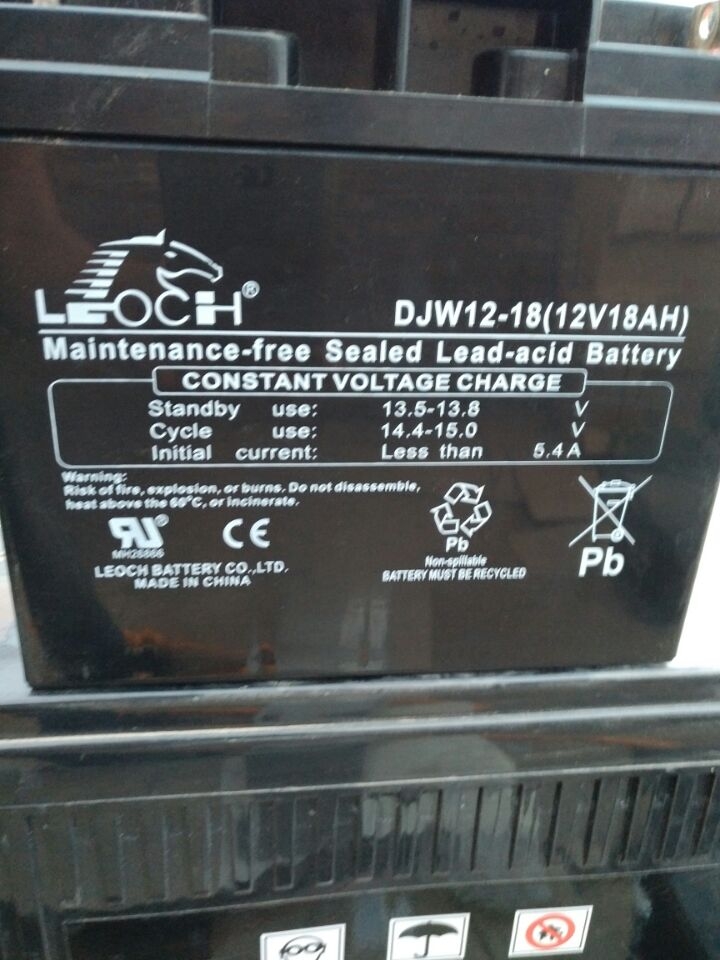 LEOCH®
DJW12-18(12V18AH)
Maintenance-free Sealed Lead-acid Battery
CONSTANT VOLTAGE CHARGE
Standby use: 13.5-13.8 V
Cycle use: 14.4-15.0 V
Initial current: Less than 5.4A
Warning:
Risk of fire, explosion, or burns. Do not disassemble,
heat above the 60°C, or incinerate.
RU® CE
MH28866
LEOCH BATTERY CO.,LTD.
MADE IN CHINA
Pb
Non-spillable
BATTERY MUST BE RECYCLED
Pb